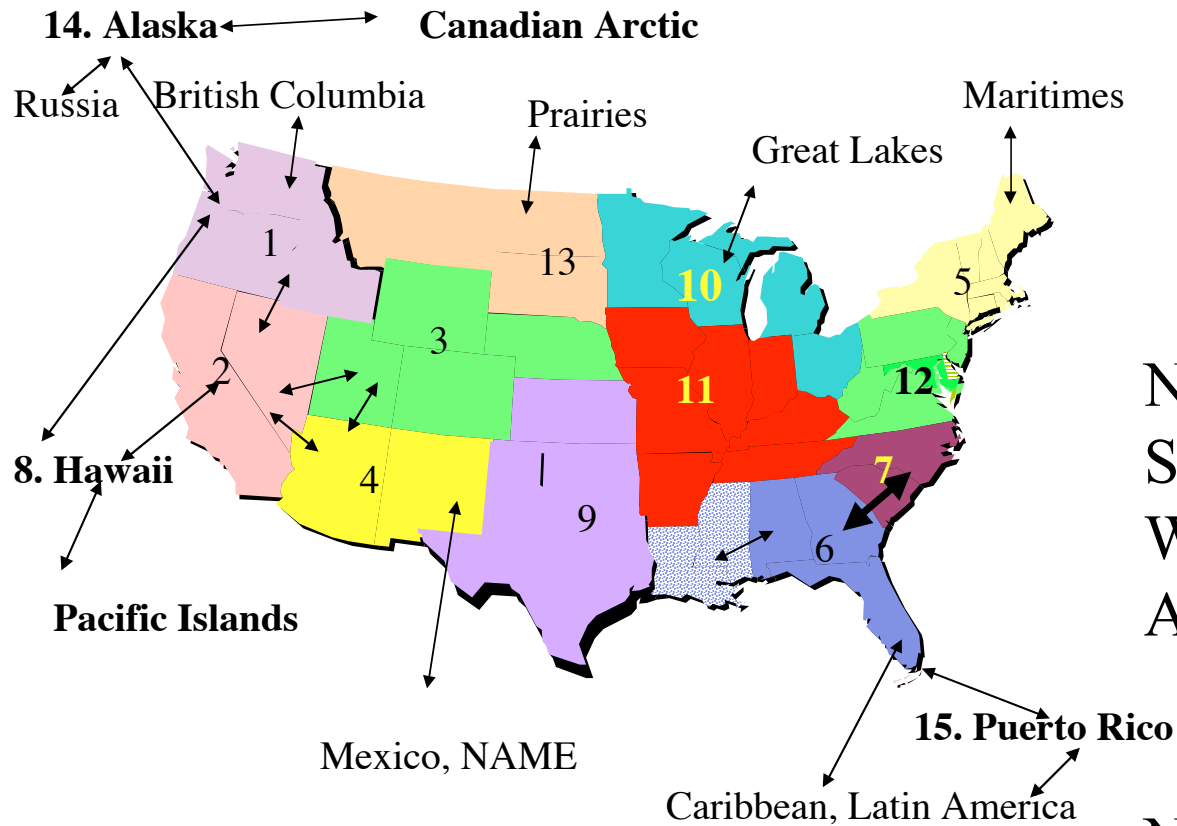 14. Alaska Canadian Arctic
Russia British Columbia Prairies Maritimes
Great Lakes
1 13 10 5
3
2 11 12 N
8. Hawaii 4 7 S
9 6 W
Pacific Islands A
15. Puerto Rico
Mexico, NAME
Caribbean, Latin America